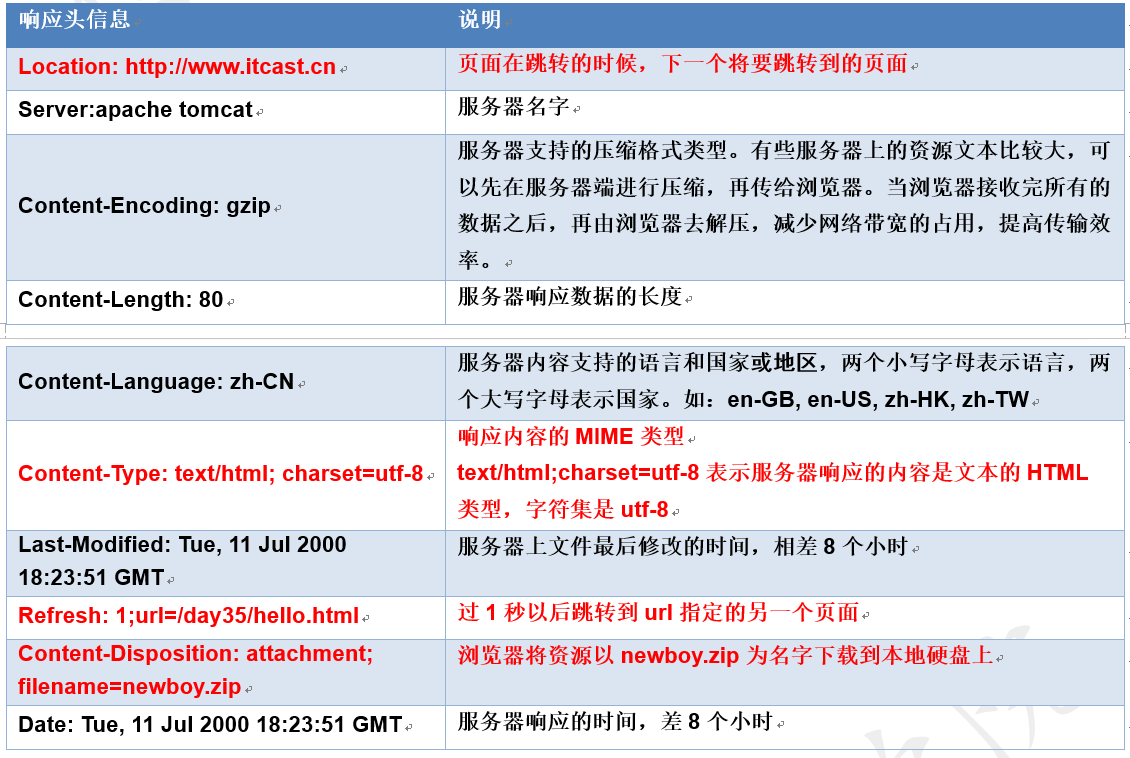 响应头信息 说明
Location: http://www.itcast.cn 页面在跳转的时候，下一个将要跳转到的页面
Server:apache tomcat 服务器名字
Content-Encoding: gzip
服务器支持的压缩格式类型。有些服务器上的资源文本比较大，可
以先在服务器端进行压缩，再传给浏览器。当浏览器接收完所有的
数据之后，再由浏览器去解压，减少网络带宽的占用，提高传输效
率。
Content-Length: 80 服务器响应数据的长度
Content-Language: zh-CN
服务器内容支持的语言和国家或地区，两个小写字母表示语言，两
个大写字母表示国家。如：en-GB, en-US, zh-HK, zh-TW
Content-Type: text/html; charset=utf-8
响应内容的 MIME 类型
text/html;charset=utf-8 表示服务器响应的内容是文本的 HTML
类型，字符集是 utf-8
Last-Modified: Tue, 11 Jul 2000
18:23:51 GMT
服务器上文件最后修改的时间，相差 8 个小时
Refresh: 1;url=/day35/hello.html 过 1 秒以后跳转到 url 指定的另一个页面
Content-Disposition: attachment;
filename=newboy.zip
浏览器将资源以 newboy.zip 为名字下载到本地硬盘上
Date: Tue, 11 Jul 2000 18:23:51 GMT 服务器响应的时间，差 8 个小时